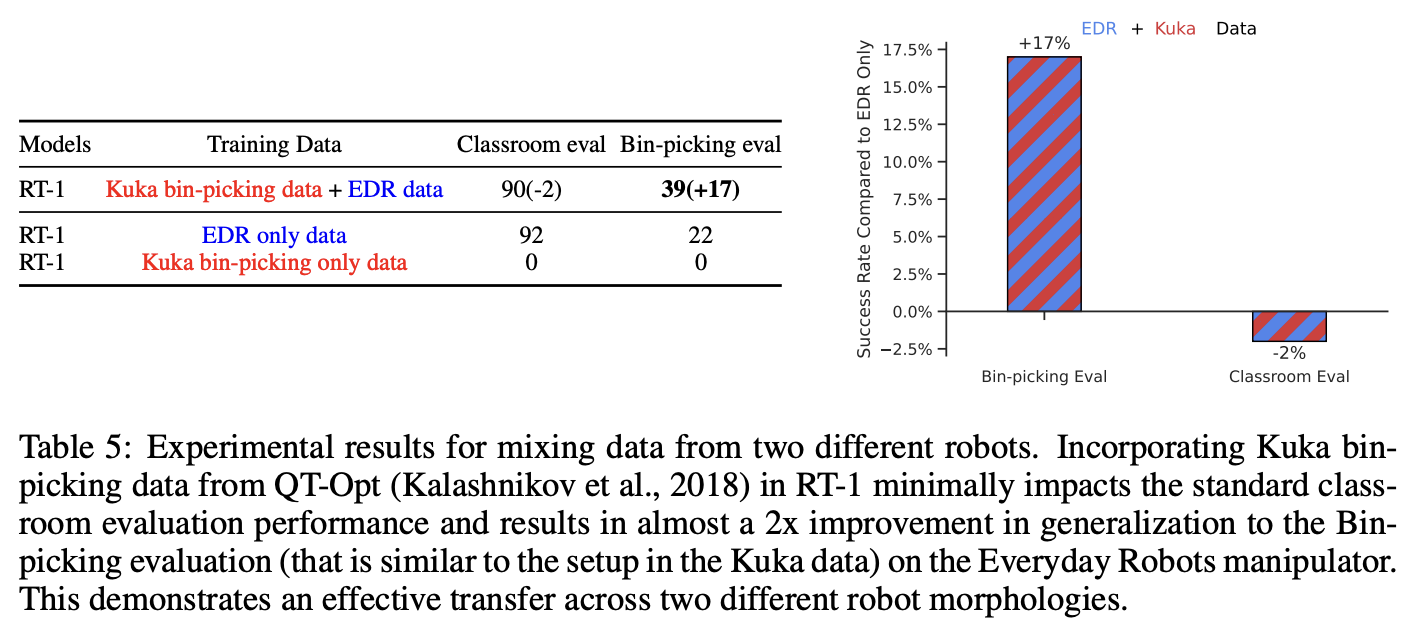 Models Training Data Classroom eval Bin-picking eval
RT-1 Kuka bin-picking data + EDR data 90(-2) 39(+17)
RT-1 EDR only data 92 22
RT-1 Kuka bin-picking only data 0 0
EDR + Kuka Data
Success Rate Compared to EDR Only
17.5%
15.0%
12.5%
10.0%
7.5%
5.0%
2.5%
0.0%
−2.5%
+17%
-2%
Bin-picking Eval Classroom Eval
Table 5: Experimental results for mixing data from two different robots. Incorporating Kuka bin-
picking data from QT-Opt (Kalashnikov et al., 2018) in RT-1 minimally impacts the standard class-
room evaluation performance and results in almost a 2x improvement in generalization to the Bin-
picking evaluation (that is similar to the setup in the Kuka data) on the Everyday Robots manipulator.
This demonstrates an effective transfer across two different robot morphologies.